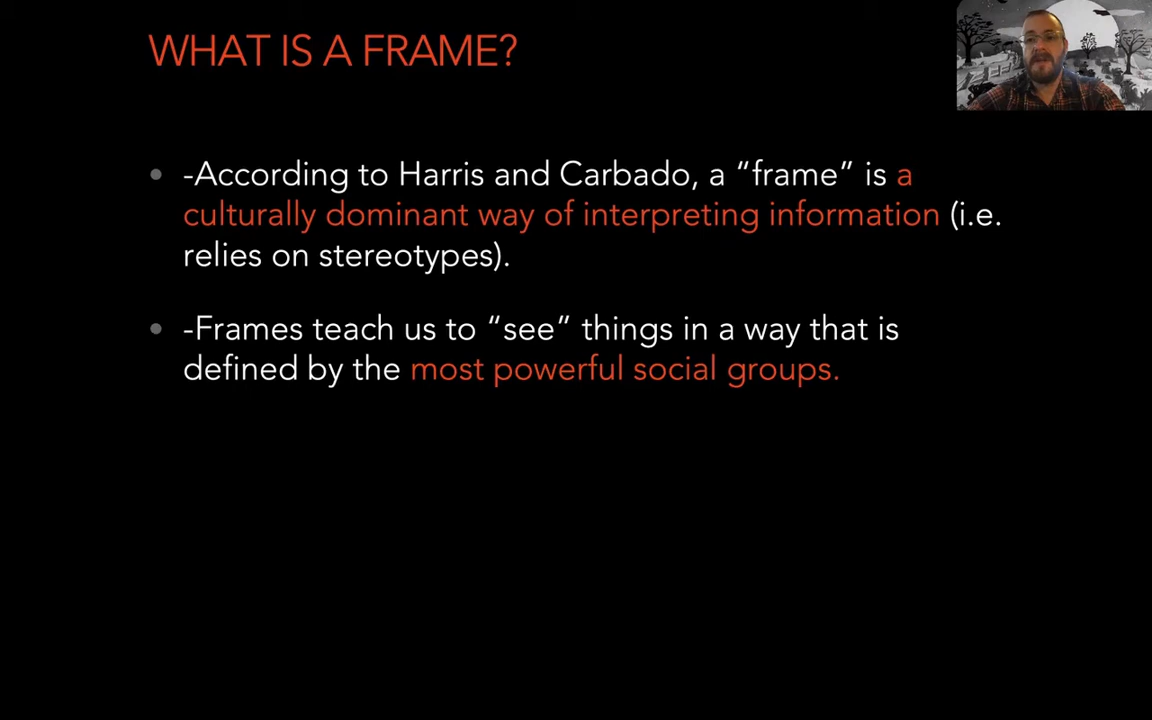 WHAT IS A FRAME?
• -According to Harris and Carbado, a “frame” is a
culturally dominant way of interpreting information (i.e.
relies on stereotypes).
• -Frames teach us to “see” things in a way that is
defined by the most powerful social groups.